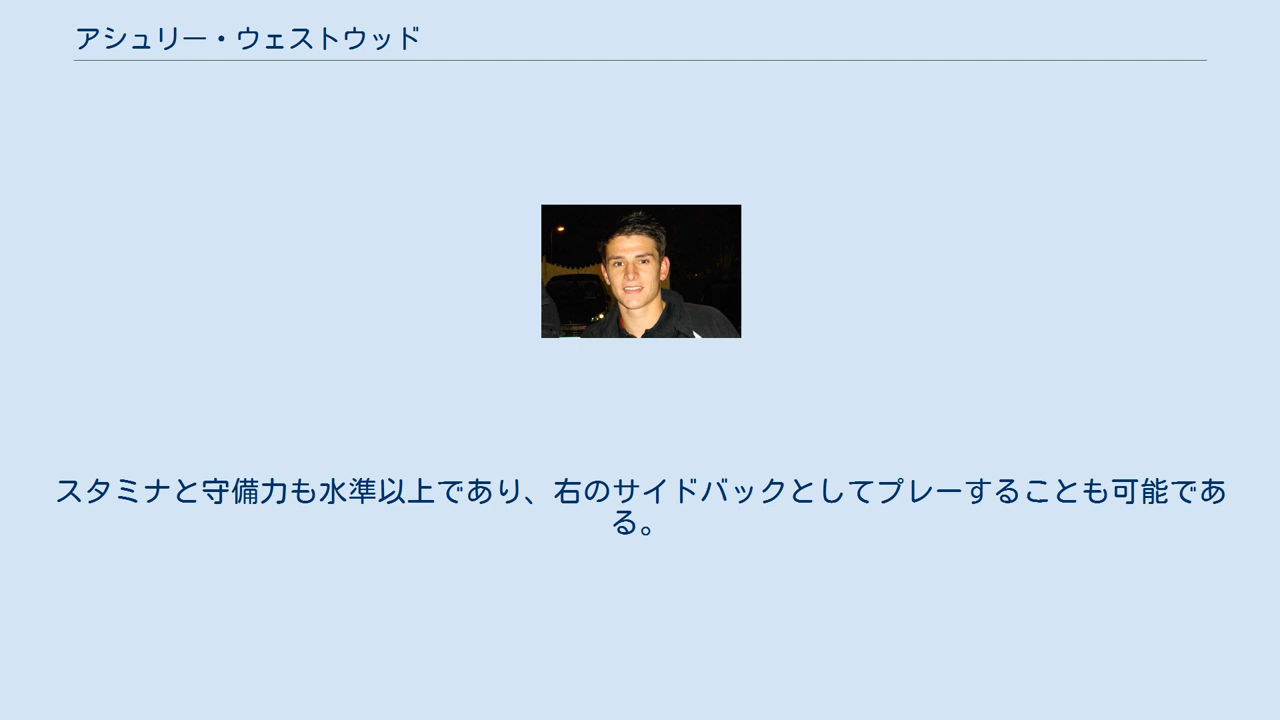 アシュリー・ウェストウッド
スタミナと守備力も水準以上であり、右のサイドバックとしてプレーすることも可能であ
る。